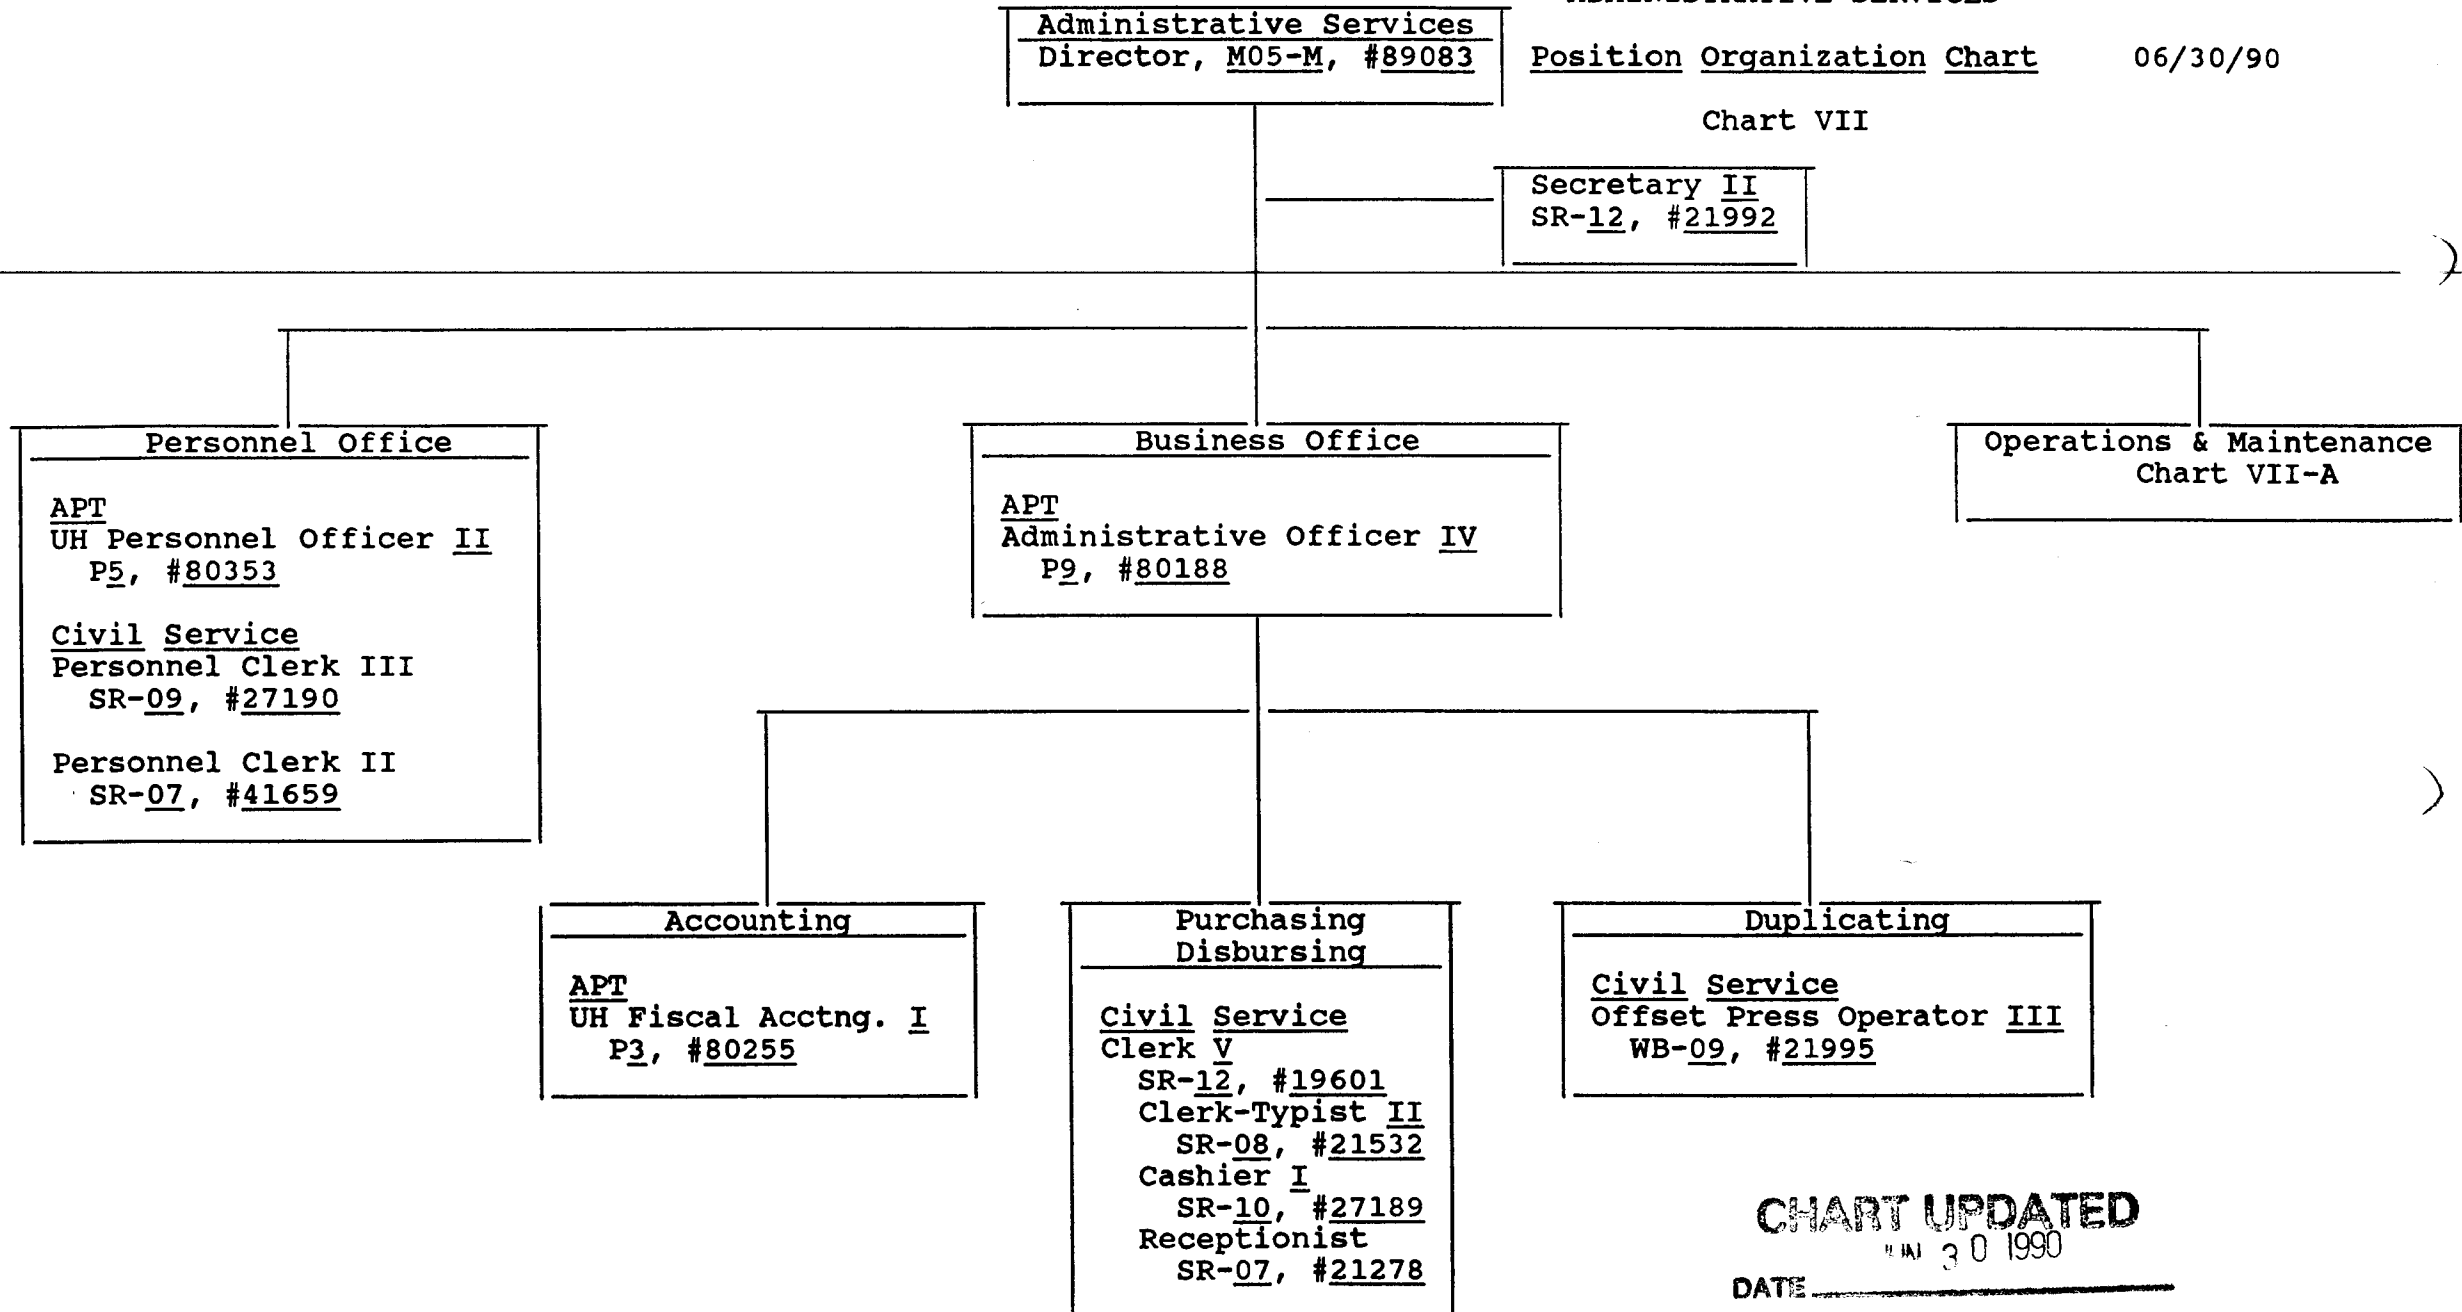 Administrative Services
Director, M05-M, #89083
Position Organization Chart 06/30/90
Chart VII
Secretary II
SR-12, #21992
Personnel Office
APT
UH Personnel Officer II
P5, #80353
Civil Service
Personnel Clerk III
SR-09, #27190
Personnel Clerk II
SR-07, #41659
Business Office
APT
Administrative Officer IV
P9, #80188
Operations & Maintenance
Chart VII-A
Accounting
APT
UH Fiscal Acctng. I
P3, #80255
Purchasing
Disbursing
Civil Service
Clerk V
SR-12, #19601
Clerk-Typist II
SR-08, #21532
Cashier I
SR-10, #27189
Receptionist
SR-07, #21278
Duplicating
Civil Service
Offset Press Operator III
WB-09, #21995
CHART UPDATED
30 1990
DATE